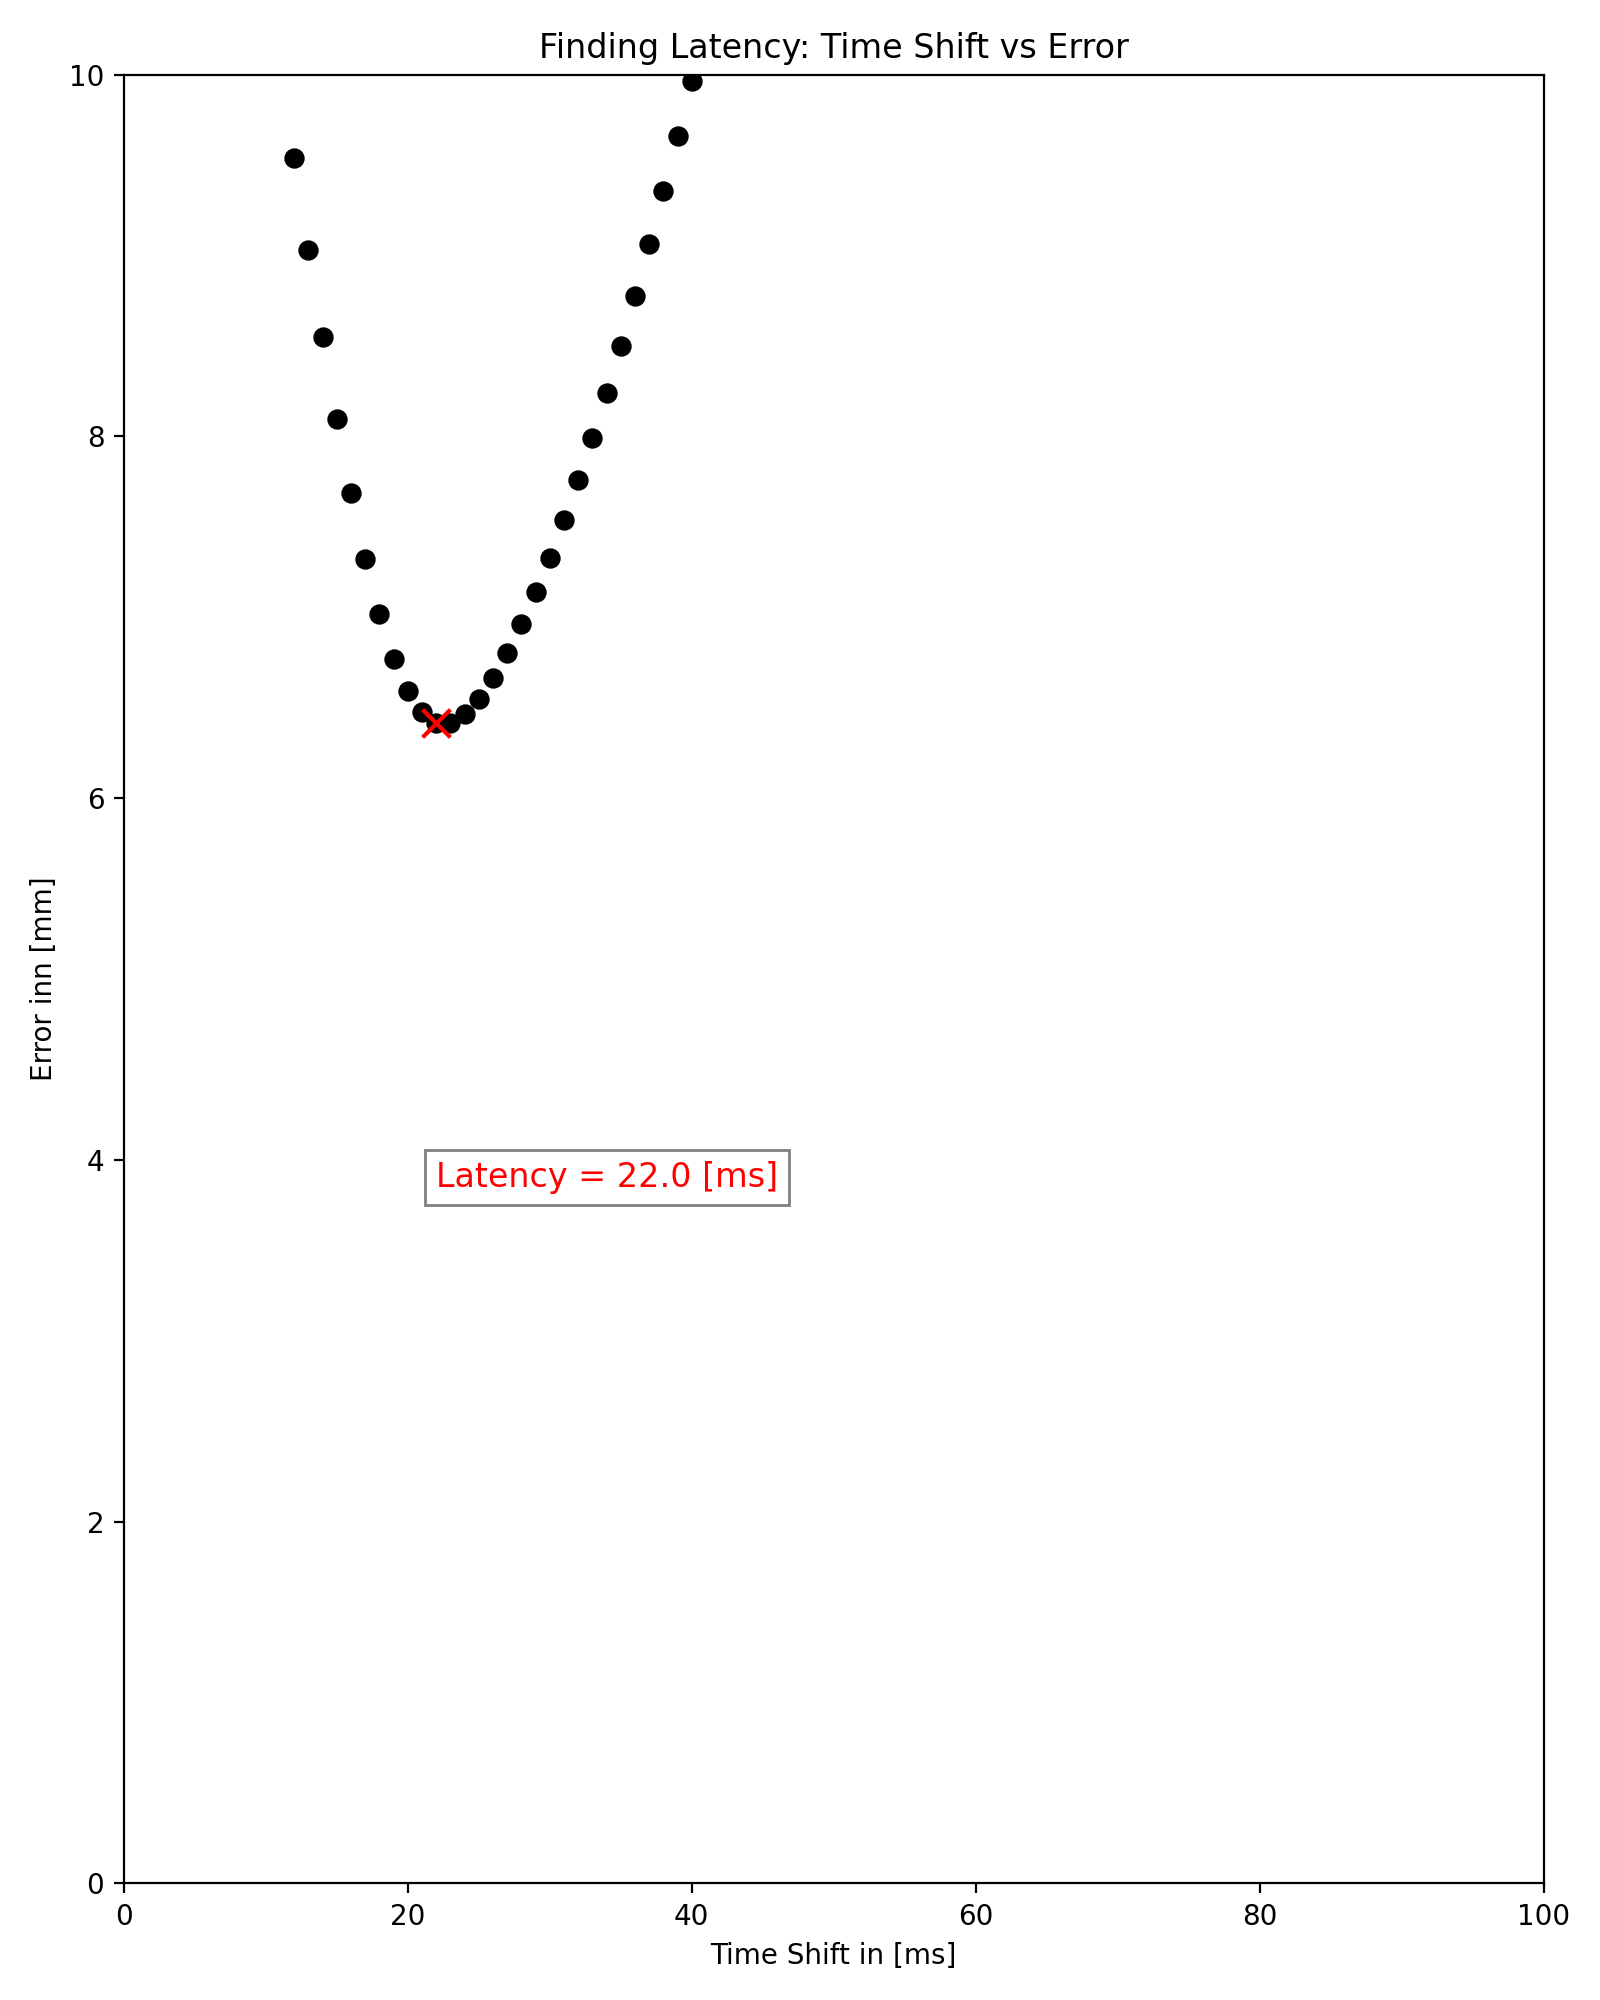 Finding Latency: Time Shift vs Error
10
8
6
4
2
0
Error inn [mm]
Latency = 22.0 [ms]
0 20 40 60 80 100
Time Shift in [ms]